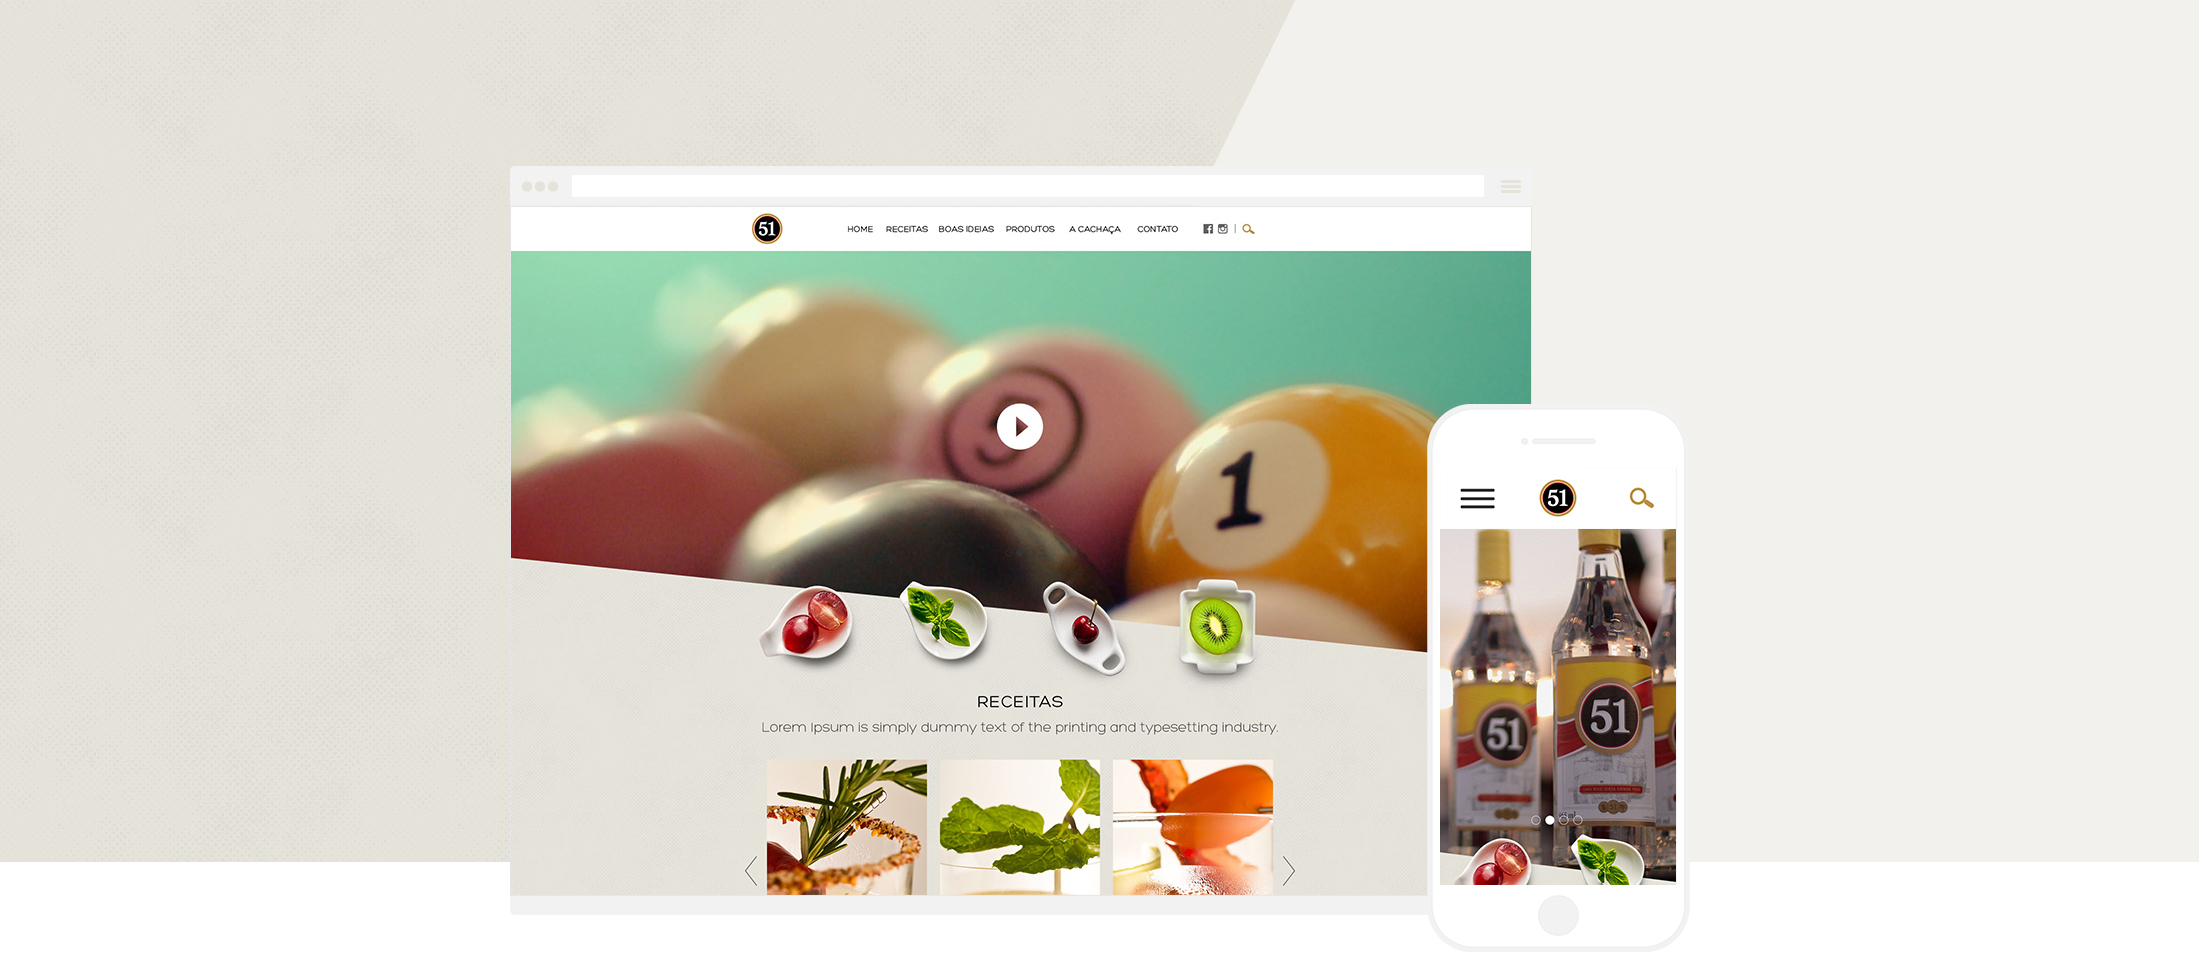 51
HOME RECEITAS BOAS IDEIAS PRODUTOS A CACHAÇA CONTATO
1
RECEITAS
Lorem Ipsum is simply dummy text of the printing and typesetting industry.
51
51
51